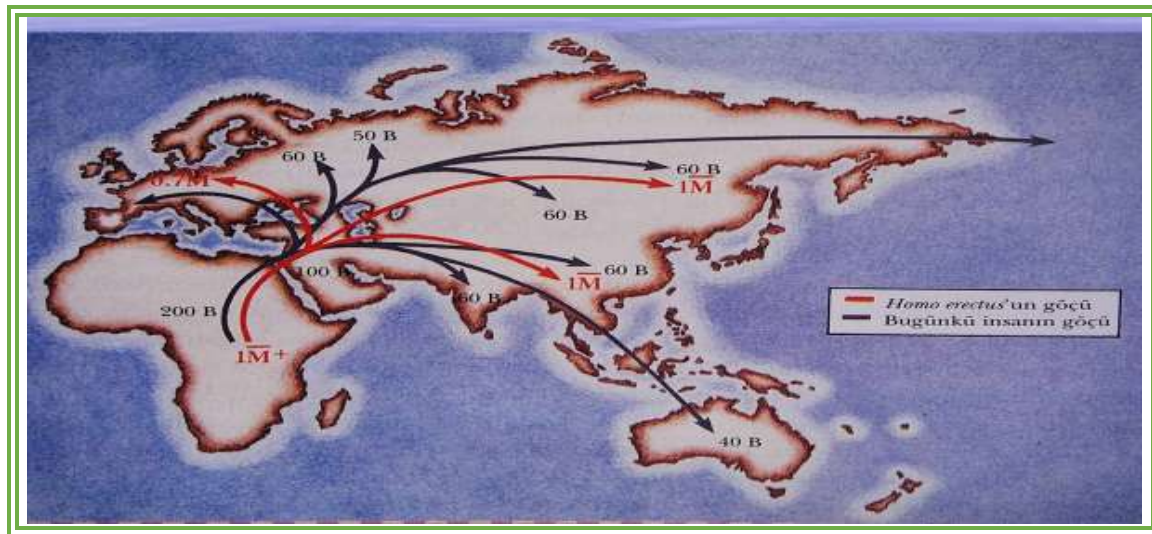 50 B
60 B
60 B
0.7M
1M̅
60 B
100 B
60 B
1M̅
60 B
200 B
Homo erectus'un göçü
Bugünkü insanın göçü
1M̅+
40 B